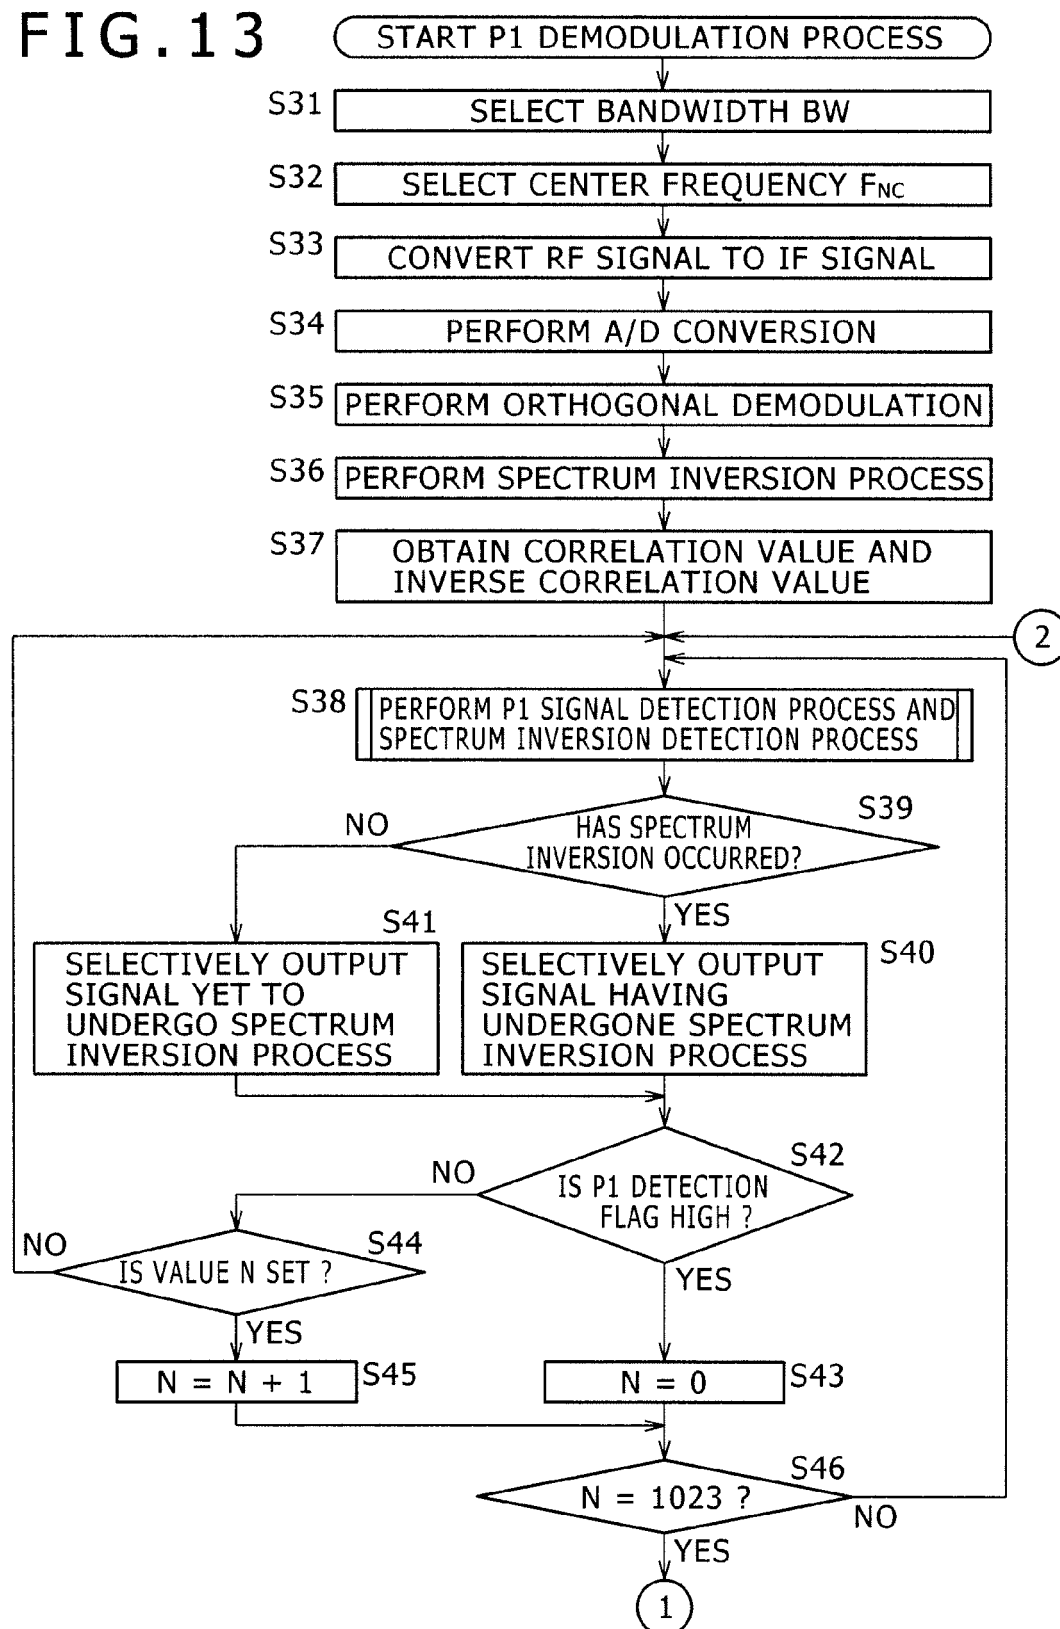 FIG.13
START P1 DEMODULATION PROCESS
S31
SELECT BANDWIDTH BW
S32
SELECT CENTER FREQUENCY FNC
S33
CONVERT RF SIGNAL TO IF SIGNAL
S34
PERFORM A/D CONVERSION
S35
PERFORM ORTHOGONAL DEMODULATION
S36
PERFORM SPECTRUM INVERSION PROCESS
S37
OBTAIN CORRELATION VALUE AND
INVERSE CORRELATION VALUE
2
S38
PERFORM P1 SIGNAL DETECTION PROCESS AND
SPECTRUM INVERSION DETECTION PROCESS
S39
HAS SPECTRUM
INVERSION OCCURRED?
NO
YES
S41
SELECTIVELY OUTPUT
SIGNAL YET TO
UNDERGO SPECTRUM
INVERSION PROCESS
S40
SELECTIVELY OUTPUT
SIGNAL HAVING
UNDERGONE SPECTRUM
INVERSION PROCESS
S42
IS P1 DETECTION
FLAG HIGH ?
NO
YES
S44
IS VALUE N SET ?
NO
YES
N = N + 1
S45
N = 0
S43
S46
N = 1023 ?
NO
YES
1